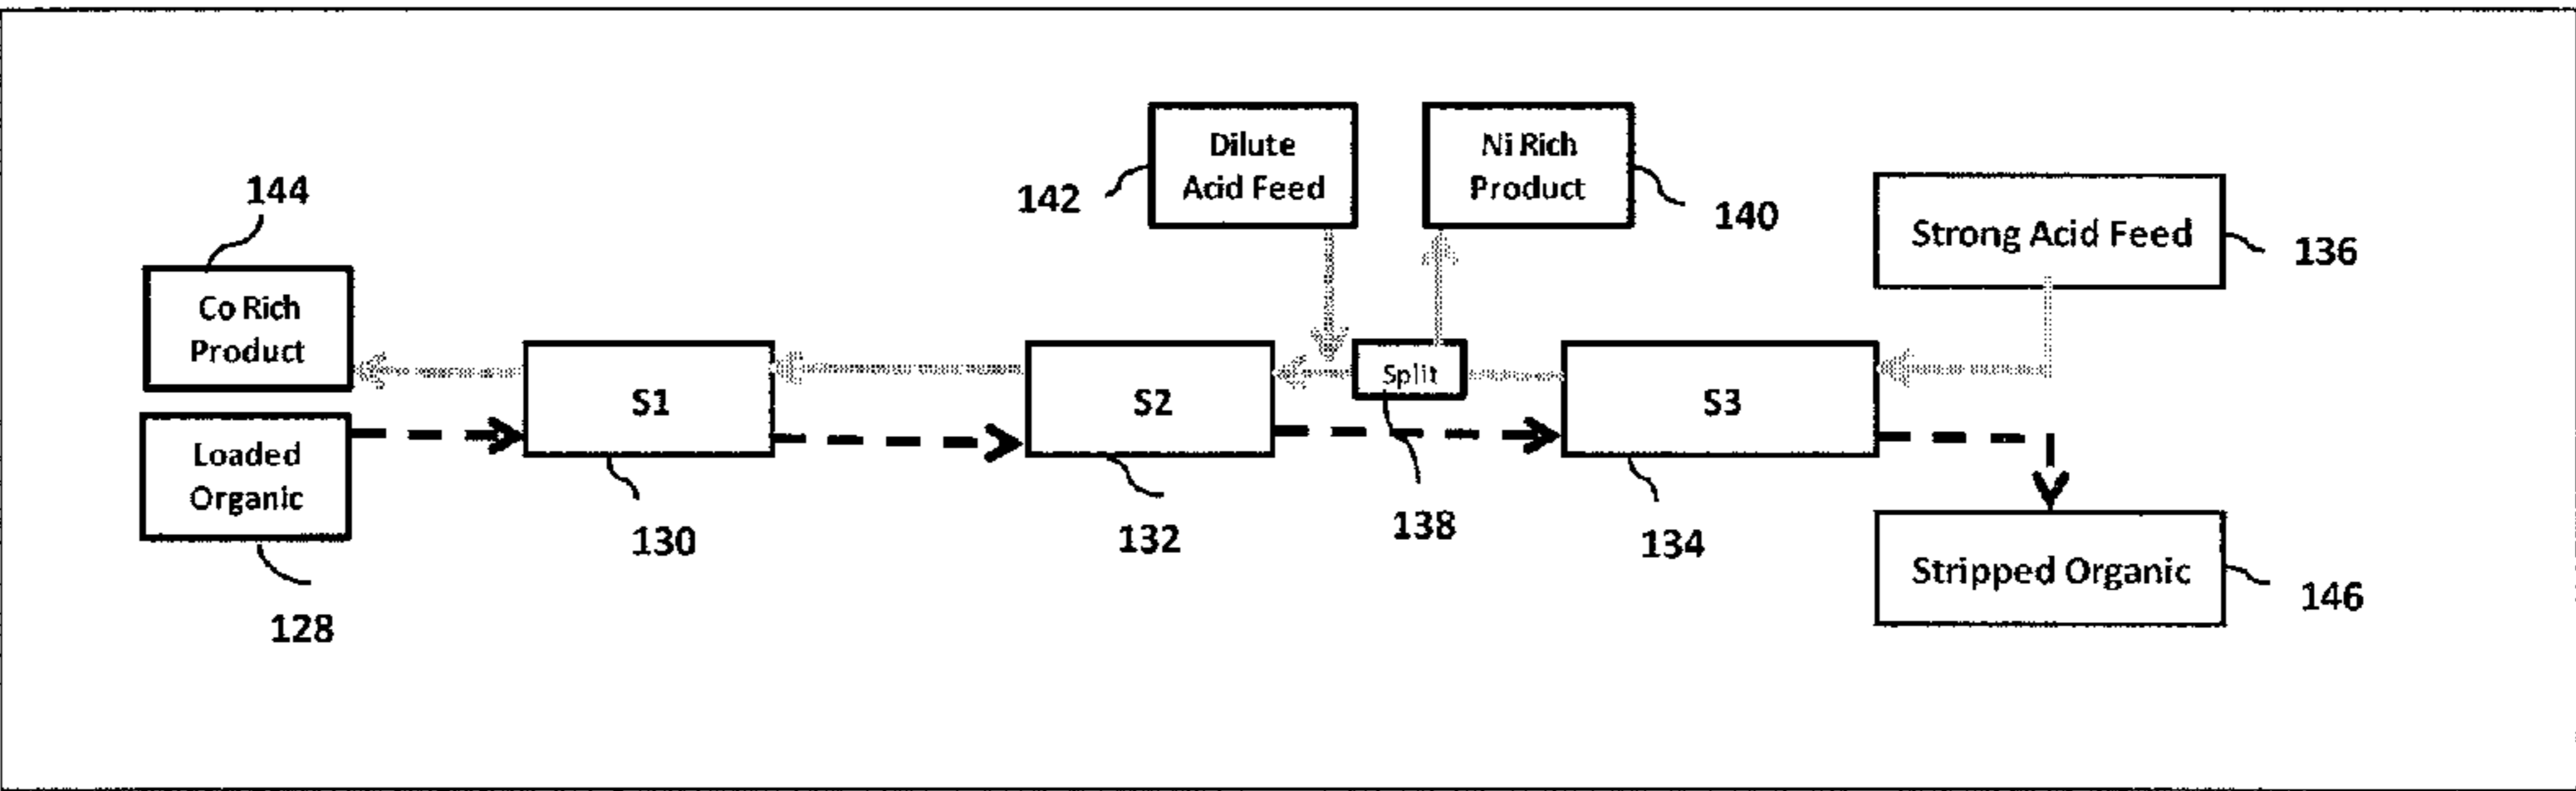 Dilute
Acid Feed
142
Ni Rich
Product
140
Strong Acid Feed
136
144
Co Rich
Product
S1
S2
Split
S3
Loaded
Organic
128
130
132
138
134
Stripped Organic
146